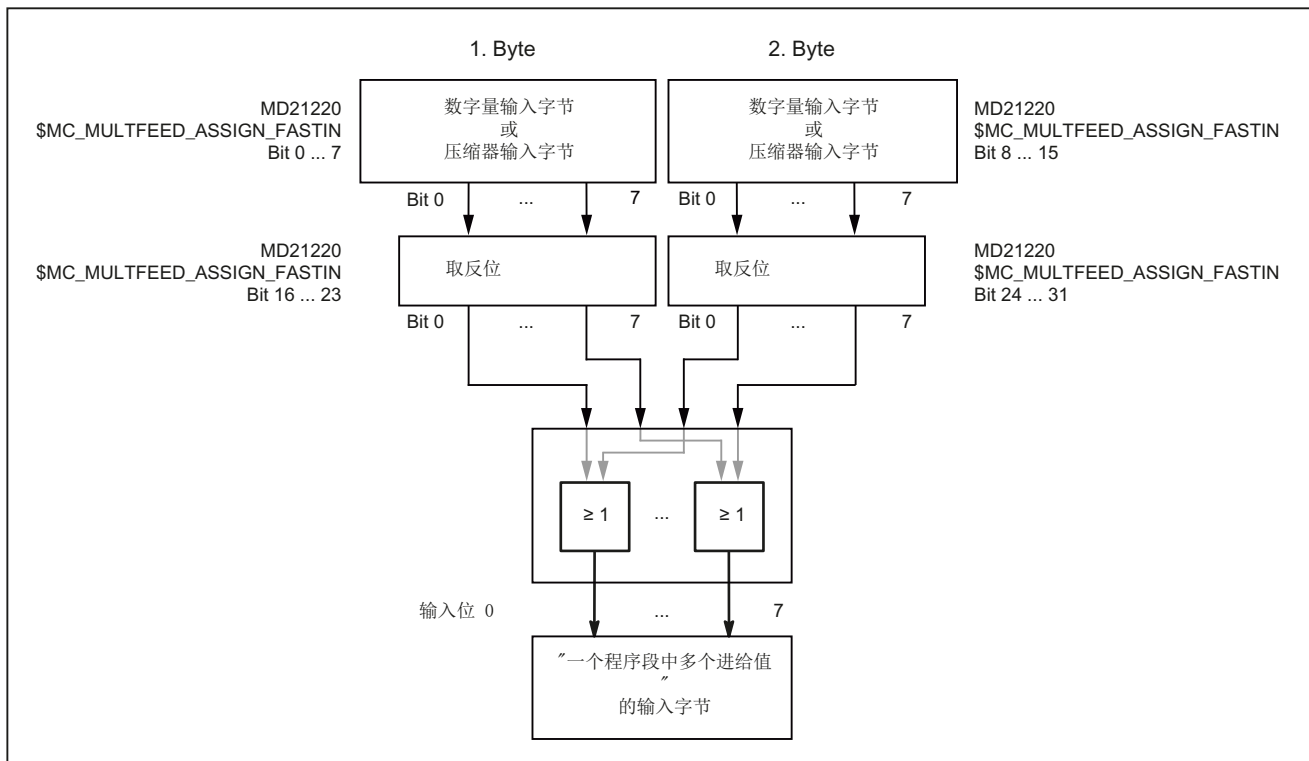 1. Byte
2. Byte
MD21220
$MC_MULTFEED_ASSIGN_FASTIN
Bit 0 ... 7
数字量输入字节
或
压缩器输入字节
数字量输入字节
或
压缩器输入字节
MD21220
$MC_MULTFEED_ASSIGN_FASTIN
Bit 8 ... 15
Bit 0 ... 7
Bit 0 ... 7
MD21220
$MC_MULTFEED_ASSIGN_FASTIN
Bit 16 ... 23
取反位
取反位
MD21220
$MC_MULTFEED_ASSIGN_FASTIN
Bit 24 ... 31
Bit 0 ... 7
Bit 0 ... 7
≥ 1 ... ≥ 1
输入位 0 ... 7
"一个程序段中多个进给值
"
的输入字节